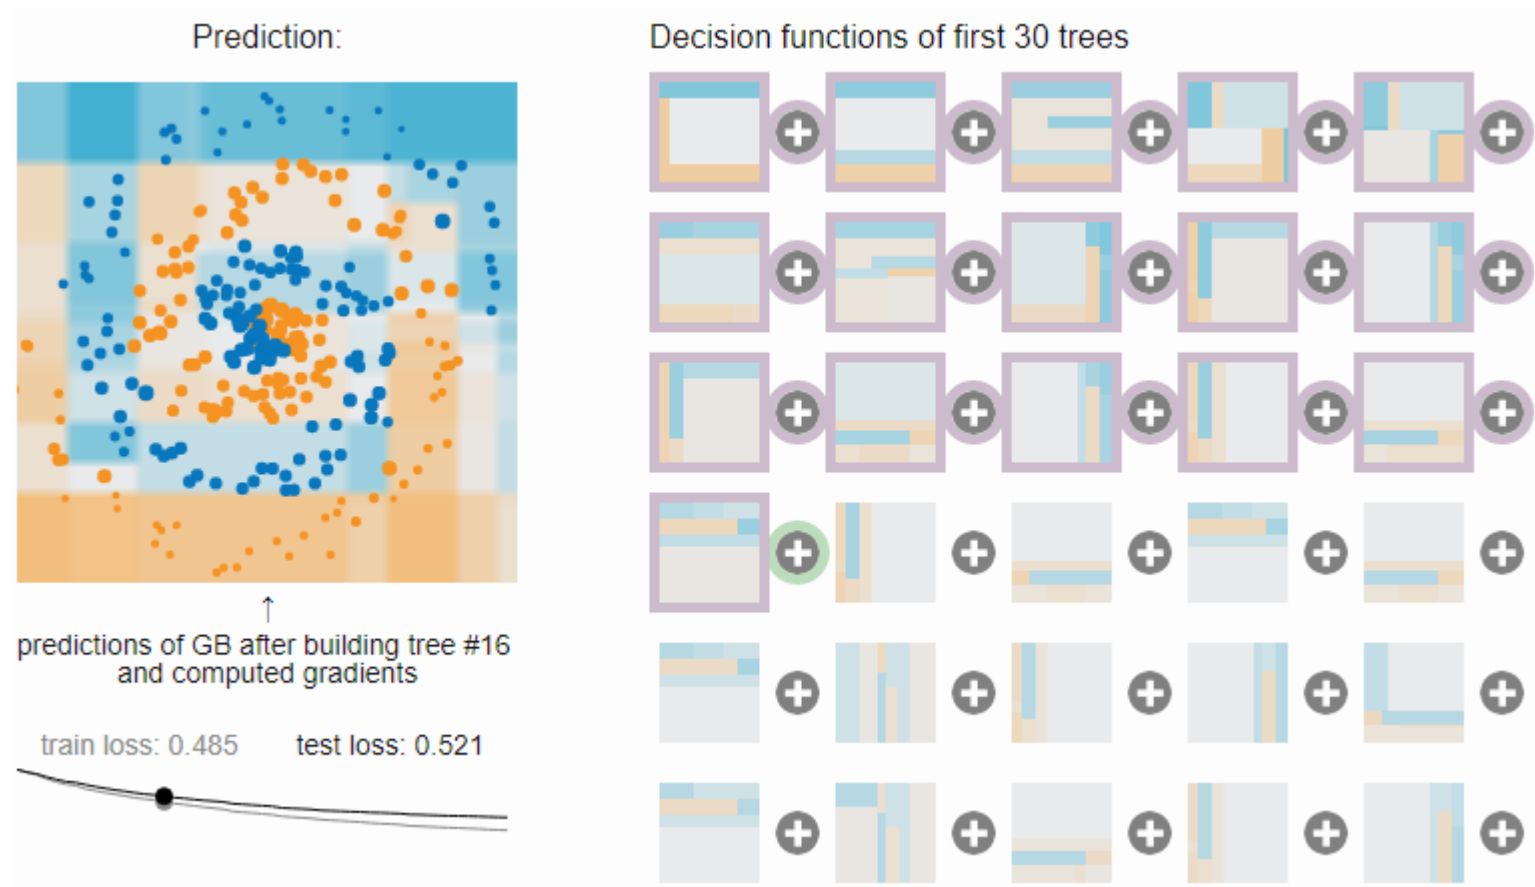 Prediction:
Decision functions of first 30 trees
predictions of GB after building tree #16
and computed gradients
train loss: 0.485 test loss: 0.521